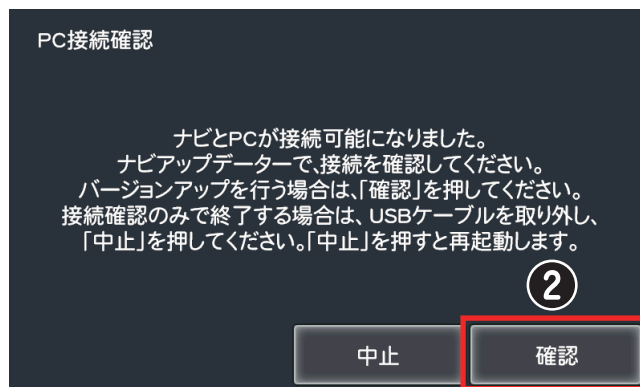 PC接続確認
ナビとPCが接続可能になりました。
ナビアップデーターで、接続を確認してください。
バージョンアップを行う場合は、「確認」を押してください。
接続確認のみで終了する場合は、USBケーブルを取り外し、
「中止」を押してください。「中止」を押すと再起動します。
2
中止
確認